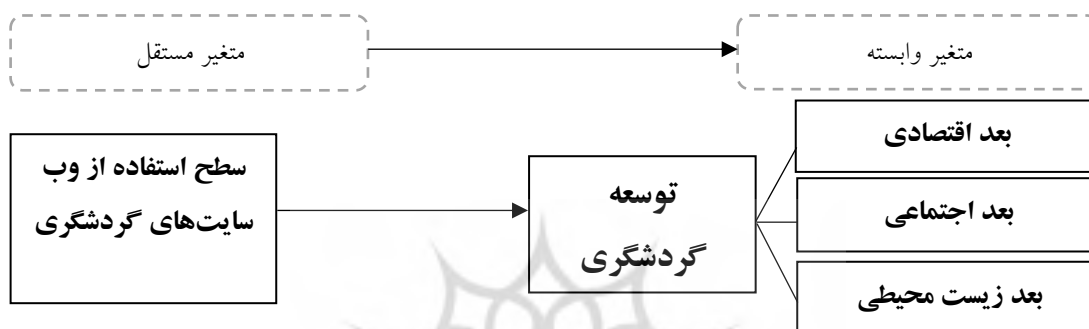 متغیر مستقل
متغیر وابسته
سطح استفاده از وب
سایت‌های گردشگری
توسعه
گردشگری
بعد اقتصادی
بعد اجتماعی
بعد زیست محیطی